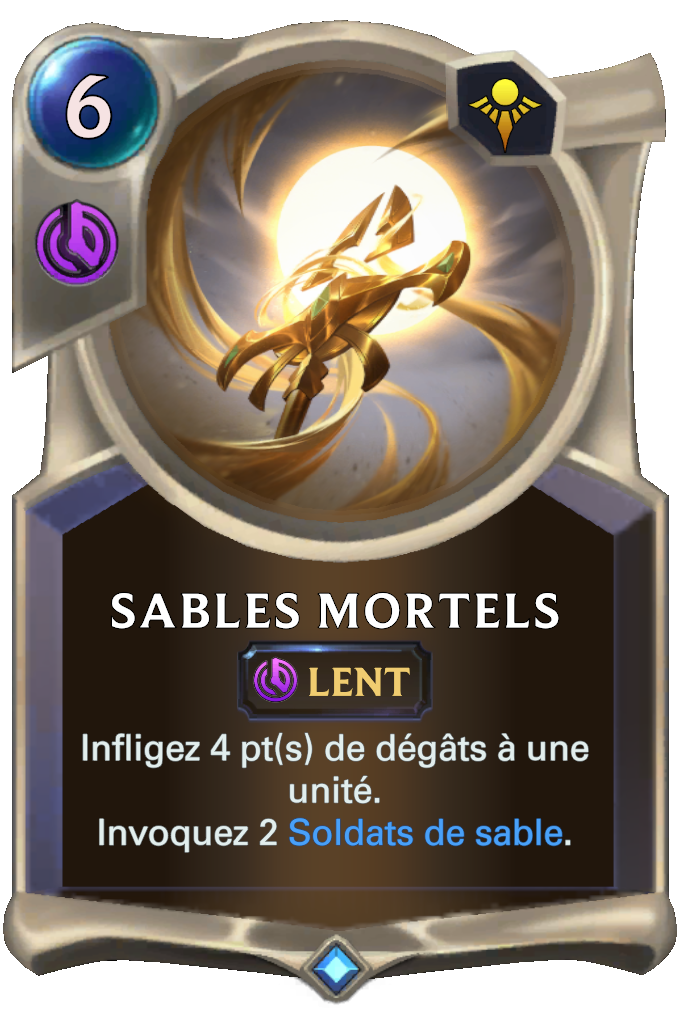 6
SABLES MORTELS
LENT
Infligez 4 pt(s) de dégâts à une
unité.
Invoquez 2 Soldats de sable.